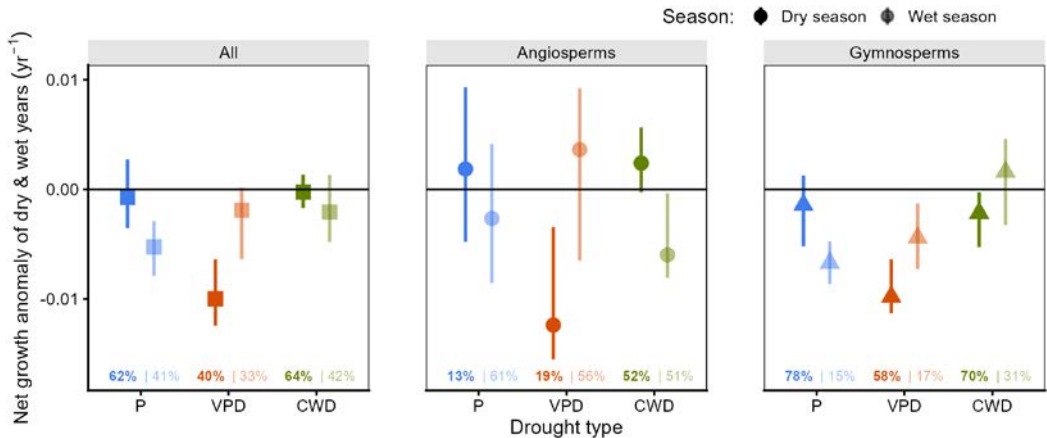 Season: Dry season Wet season
All Angiosperms Gymnosperms
Net growth anomaly of dry & wet years (yr⁻¹)
0.01
0.00
-0.01
62% | 41% 40% | 33% 64% | 42% 13% | 61% 19% | 56% 52% | 51% 78% | 15% 58% | 17% 70% | 31%
P VPD CWD P VPD CWD P VPD CWD
Drought type